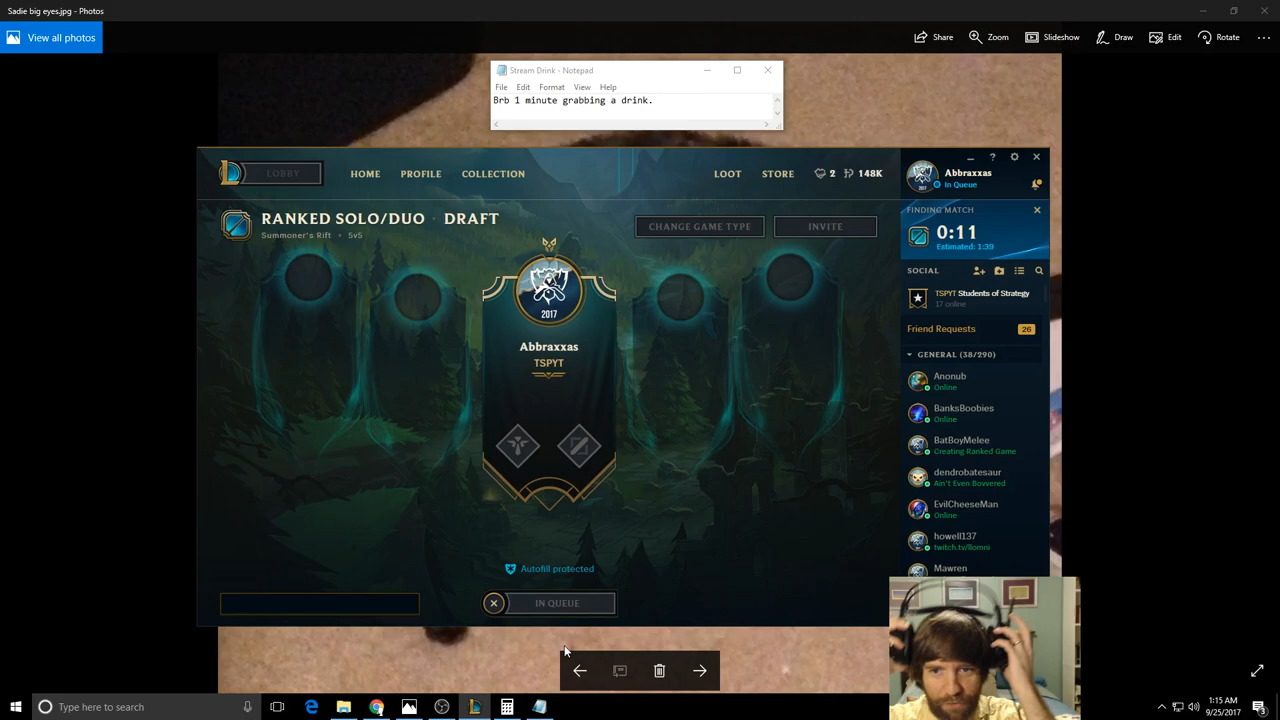 Sadie big eyes.jpg - Photos
View all photos
Share
Zoom
Slideshow
Draw
Edit
Rotate
Stream Drink - Notepad
File Edit Format View Help
Brb 1 minute grabbing a drink.
LOBBY
HOME
PROFILE
COLLECTION
LOOT
STORE
2
148K
Abbraxxas
In Queue
2017
RANKED SOLO/DUO · DRAFT
Summoner's Rift • 5v5
CHANGE GAME TYPE
INVITE
FINDING MATCH
0:11
Estimated: 1:39
SOCIAL
TSPYT Students of Strategy
17 online
Friend Requests
26
GENERAL (38/290)
Anonub
Online
BanksBoobies
Online
BatBoyMelee
Creating Ranked Game
dendrobatesaur
Ain't Even Bovvered
EvilCheeseMan
Online
howell137
twitch.tv/llomni
Mawren
2017
Abbraxxas
TSPYT
Autofill protected
IN QUEUE
Type here to search
1:15 AM
9/25/2017